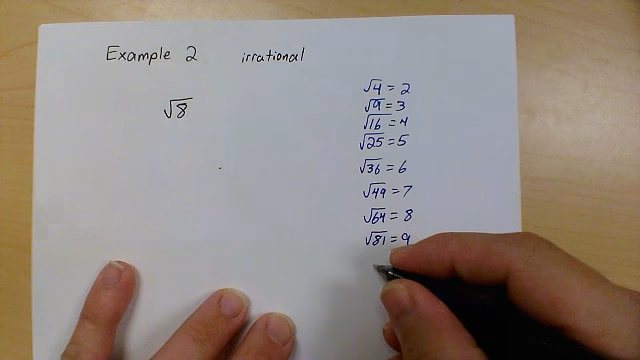 Example 2 irrational
√8
√4 = 2
√9 = 3
√16 = 4
√25 = 5
√36 = 6
√49 = 7
√64 = 8
√81 = 9